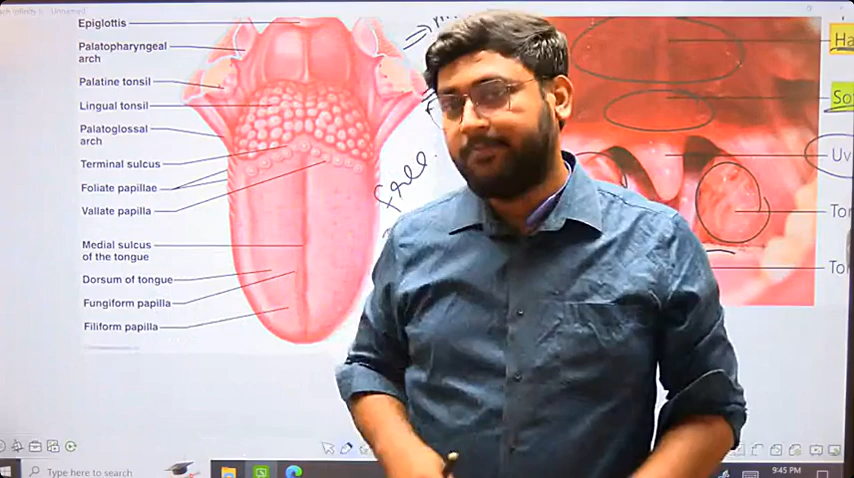 Epiglottis
Palatopharyngeal
arch
Palatine tonsil
Lingual tonsil
Palatoglossal
arch
Terminal sulcus
Foliate papillae
Vallate papilla
Medial sulcus
of the tongue
Dorsum of tongue
Fungiform papilla
Filiform papilla
free.
Ha
So
Uv
To
To
Type here to search
9:45 PM